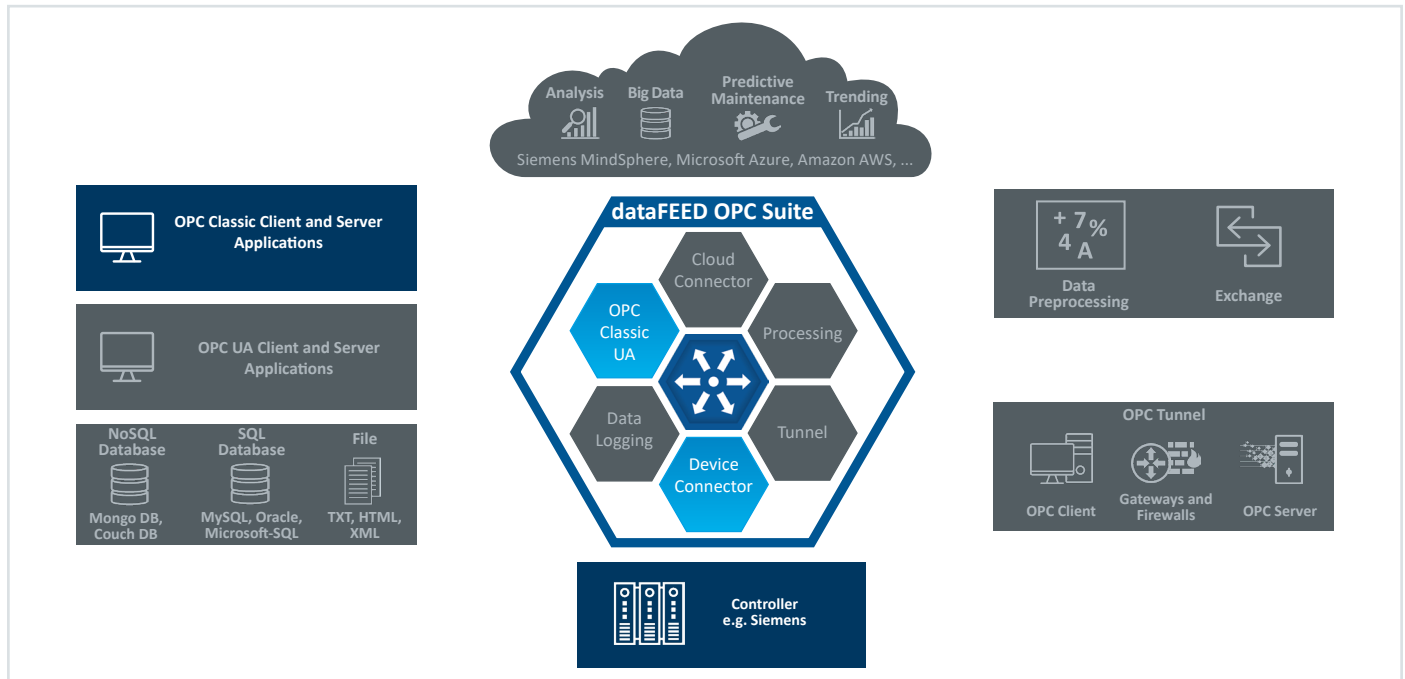 Analysis
Big Data
Predictive
Maintenance
Trending
Siemens MindSphere, Microsoft Azure, Amazon AWS, ...
OPC Classic Client and Server
Applications
OPC UA Client and Server
Applications
NoSQL
Database
SQL
Database
File
Mongo DB,
Couch DB
MySQL, Oracle,
Microsoft-SQL
TXT, HTML,
XML
dataFEED OPC Suite
Cloud
Connector
OPC
Classic
UA
Processing
Data
Logging
Tunnel
Device
Connector
Controller
e.g. Siemens
+ 7 %
4 A
Data
Preprocessing
Exchange
OPC Tunnel
OPC Client
Gateways and
Firewalls
OPC Server